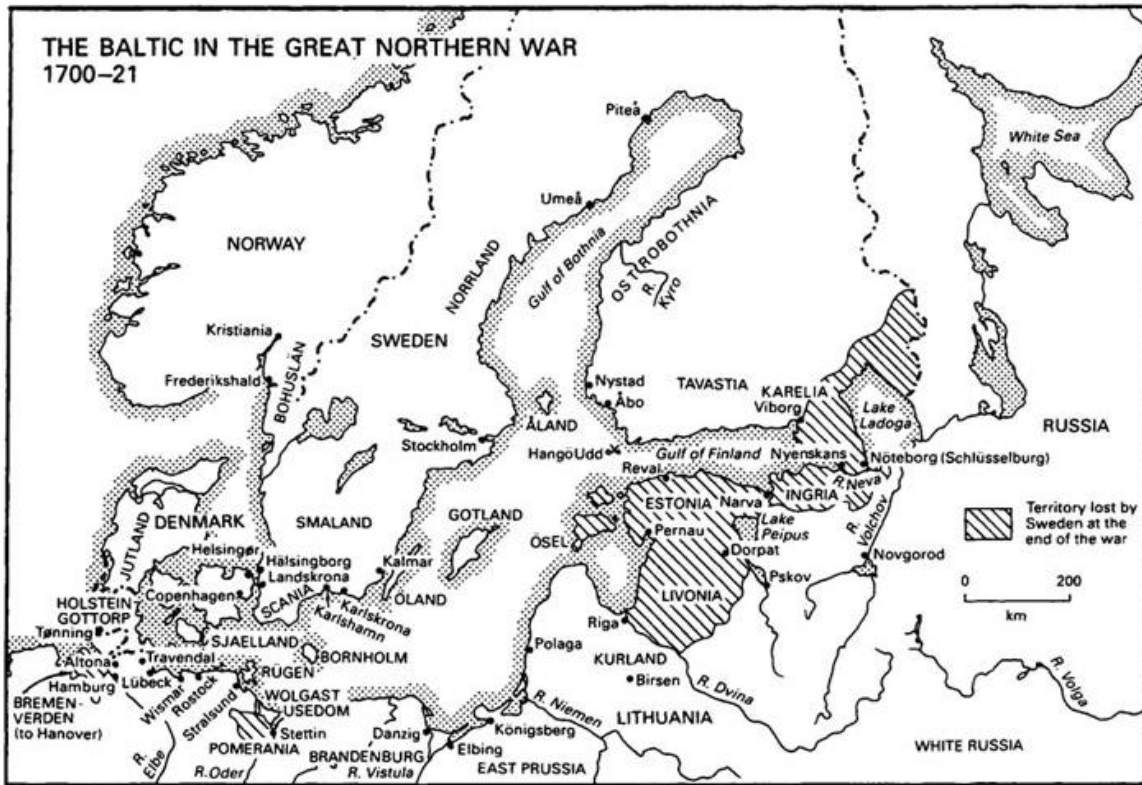 THE BALTIC IN THE GREAT NORTHERN WAR
1700–21
Piteå
White Sea
Umeå
NORWAY
NORRLAND
Gulf of Bothnia
OSTROBOTHNIA
R.
Kyro
Kristiania
SWEDEN
Frederikshald
BOHUSLÄN
Nystad
TAVASTIA
KARELIA
Åbo
Viborg
Lake
Ladoga
ÅLAND
Stockholm
RUSSIA
HangöUdd
Gulf of Finland
Nyenskans
Nöteborg (Schlüsselburg)
Reval
R. Neva
ESTONIA
Narva
INGRIA
DENMARK
JUTLAND
SMALAND
GOTLAND
ÖSEL
Pernau
Lake
Peipus
R.
Volchov
Territory lost by
Sweden at the
end of the war
Helsingør
Hälsingborg
Kalmar
Dorpat
Novgorod
Landskrona
Copenhagen
SCANIA
Karlskrona
Karlshamn
ÖLAND
LIVONIA
Pskov
0
200
km
HOLSTEIN
GOTTORP
Tønning
SJAELLAND
Riga
Altona
Travendal
BORNHOLM
Polaga
KURLAND
Hamburg
Lübeck
RÜGEN
Birsen
R. Dvina
R. Volga
BREMEN-
VERDEN
(to Hanover)
Wismar
Rostock
Stralsund
WOLGAST
USEDOM
R. Niemen
LITHUANIA
Stettin
Danzig
Königsberg
POMERANIA
BRANDENBURG
Elbing
WHITE RUSSIA
R.
Elbe
R.Oder
R. Vistula
EAST PRUSSIA